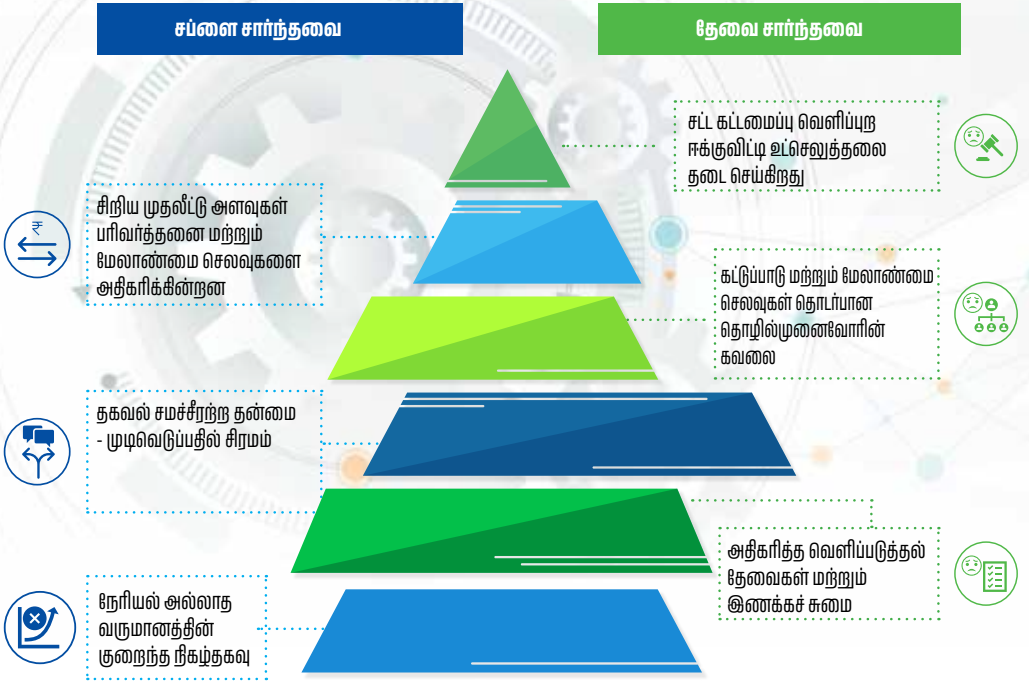 சப்ளை சார்ந்தவை
தேவை சார்ந்தவை
சட்ட கட்டமைப்பு வெளிப்புற
ஈக்குவிட்டி உட்செலுத்தலை
தடை செய்கிறது
சிறிய முதலீட்டு அளவுகள்
பரிவர்த்தனை மற்றும்
மேலாண்மை செலவுகளை
அதிகரிக்கின்றன
₹
கட்டுப்பாடு மற்றும் மேலாண்மை
செலவுகள் தொடர்பான
தொழில்முனைவோரின்
கவலை
தகவல் சமச்சீரற்ற தன்மை
- முடிவெடுப்பதில் சிரமம்
அதிகரித்த வெளிப்படுத்தல்
தேவைகள் மற்றும்
இணக்கச் சுமை
நேரியல் அல்லாத
வருமானத்தின்
குறைந்த நிகழ்தகவு